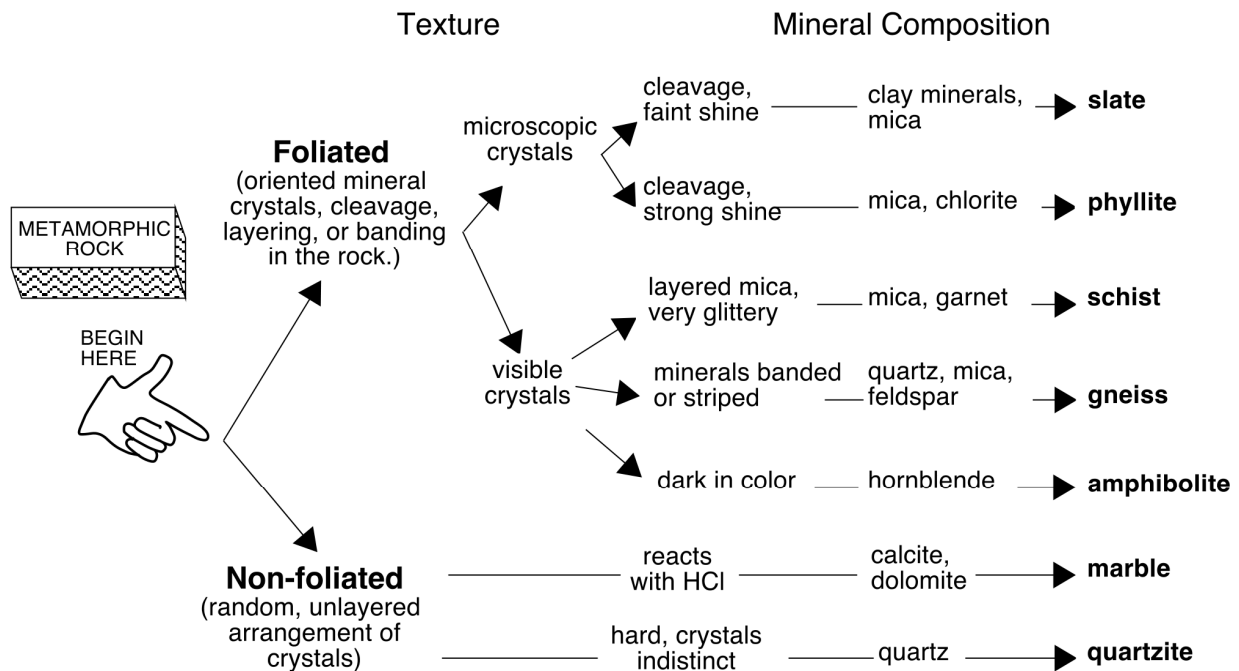 Texture
Mineral Composition
METAMORPHIC
ROCK
BEGIN
HERE
Foliated
(oriented mineral
crystals, cleavage,
layering, or banding
in the rock.)
microscopic
crystals
cleavage,
faint shine
clay minerals,
mica
slate
cleavage,
strong shine
mica, chlorite
phyllite
visible
crystals
layered mica,
very glittery
mica, garnet
schist
minerals banded
or striped
quartz, mica,
feldspar
gneiss
dark in color
hornblende
amphibolite
Non-foliated
(random, unlayered
arrangement of
crystals)
reacts
with HCl
calcite,
dolomite
marble
hard, crystals
indistinct
quartz
quartzite